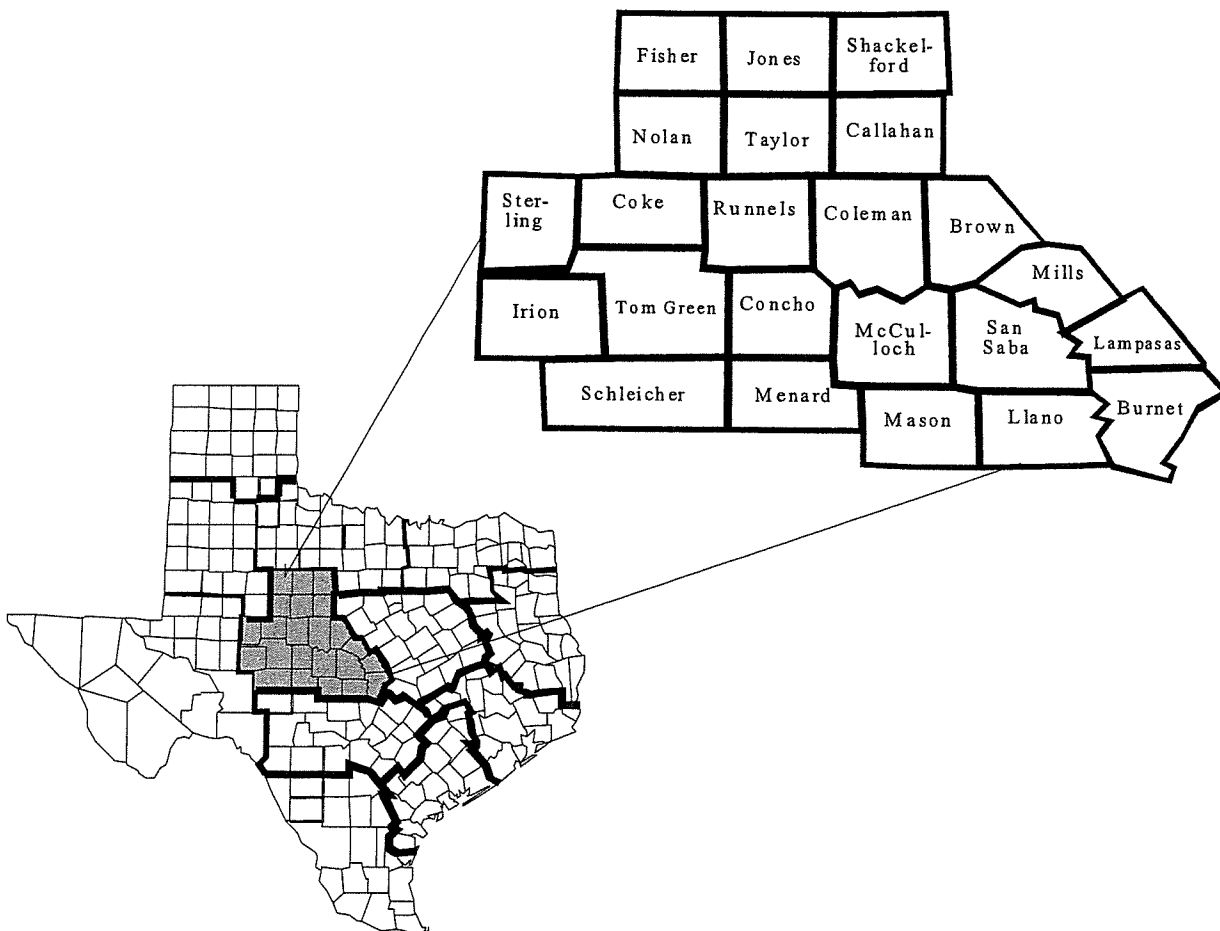 Fisher
Jones
Shackel-
ford
Nolan
Taylor
Callahan
Ster-
ling
Coke
Runnels
Coleman
Brown
Mills
Irion
Tom Green
Concho
McCul-
loch
San
Saba
Lampasas
Schleicher
Menard
Mason
Llano
Burnet